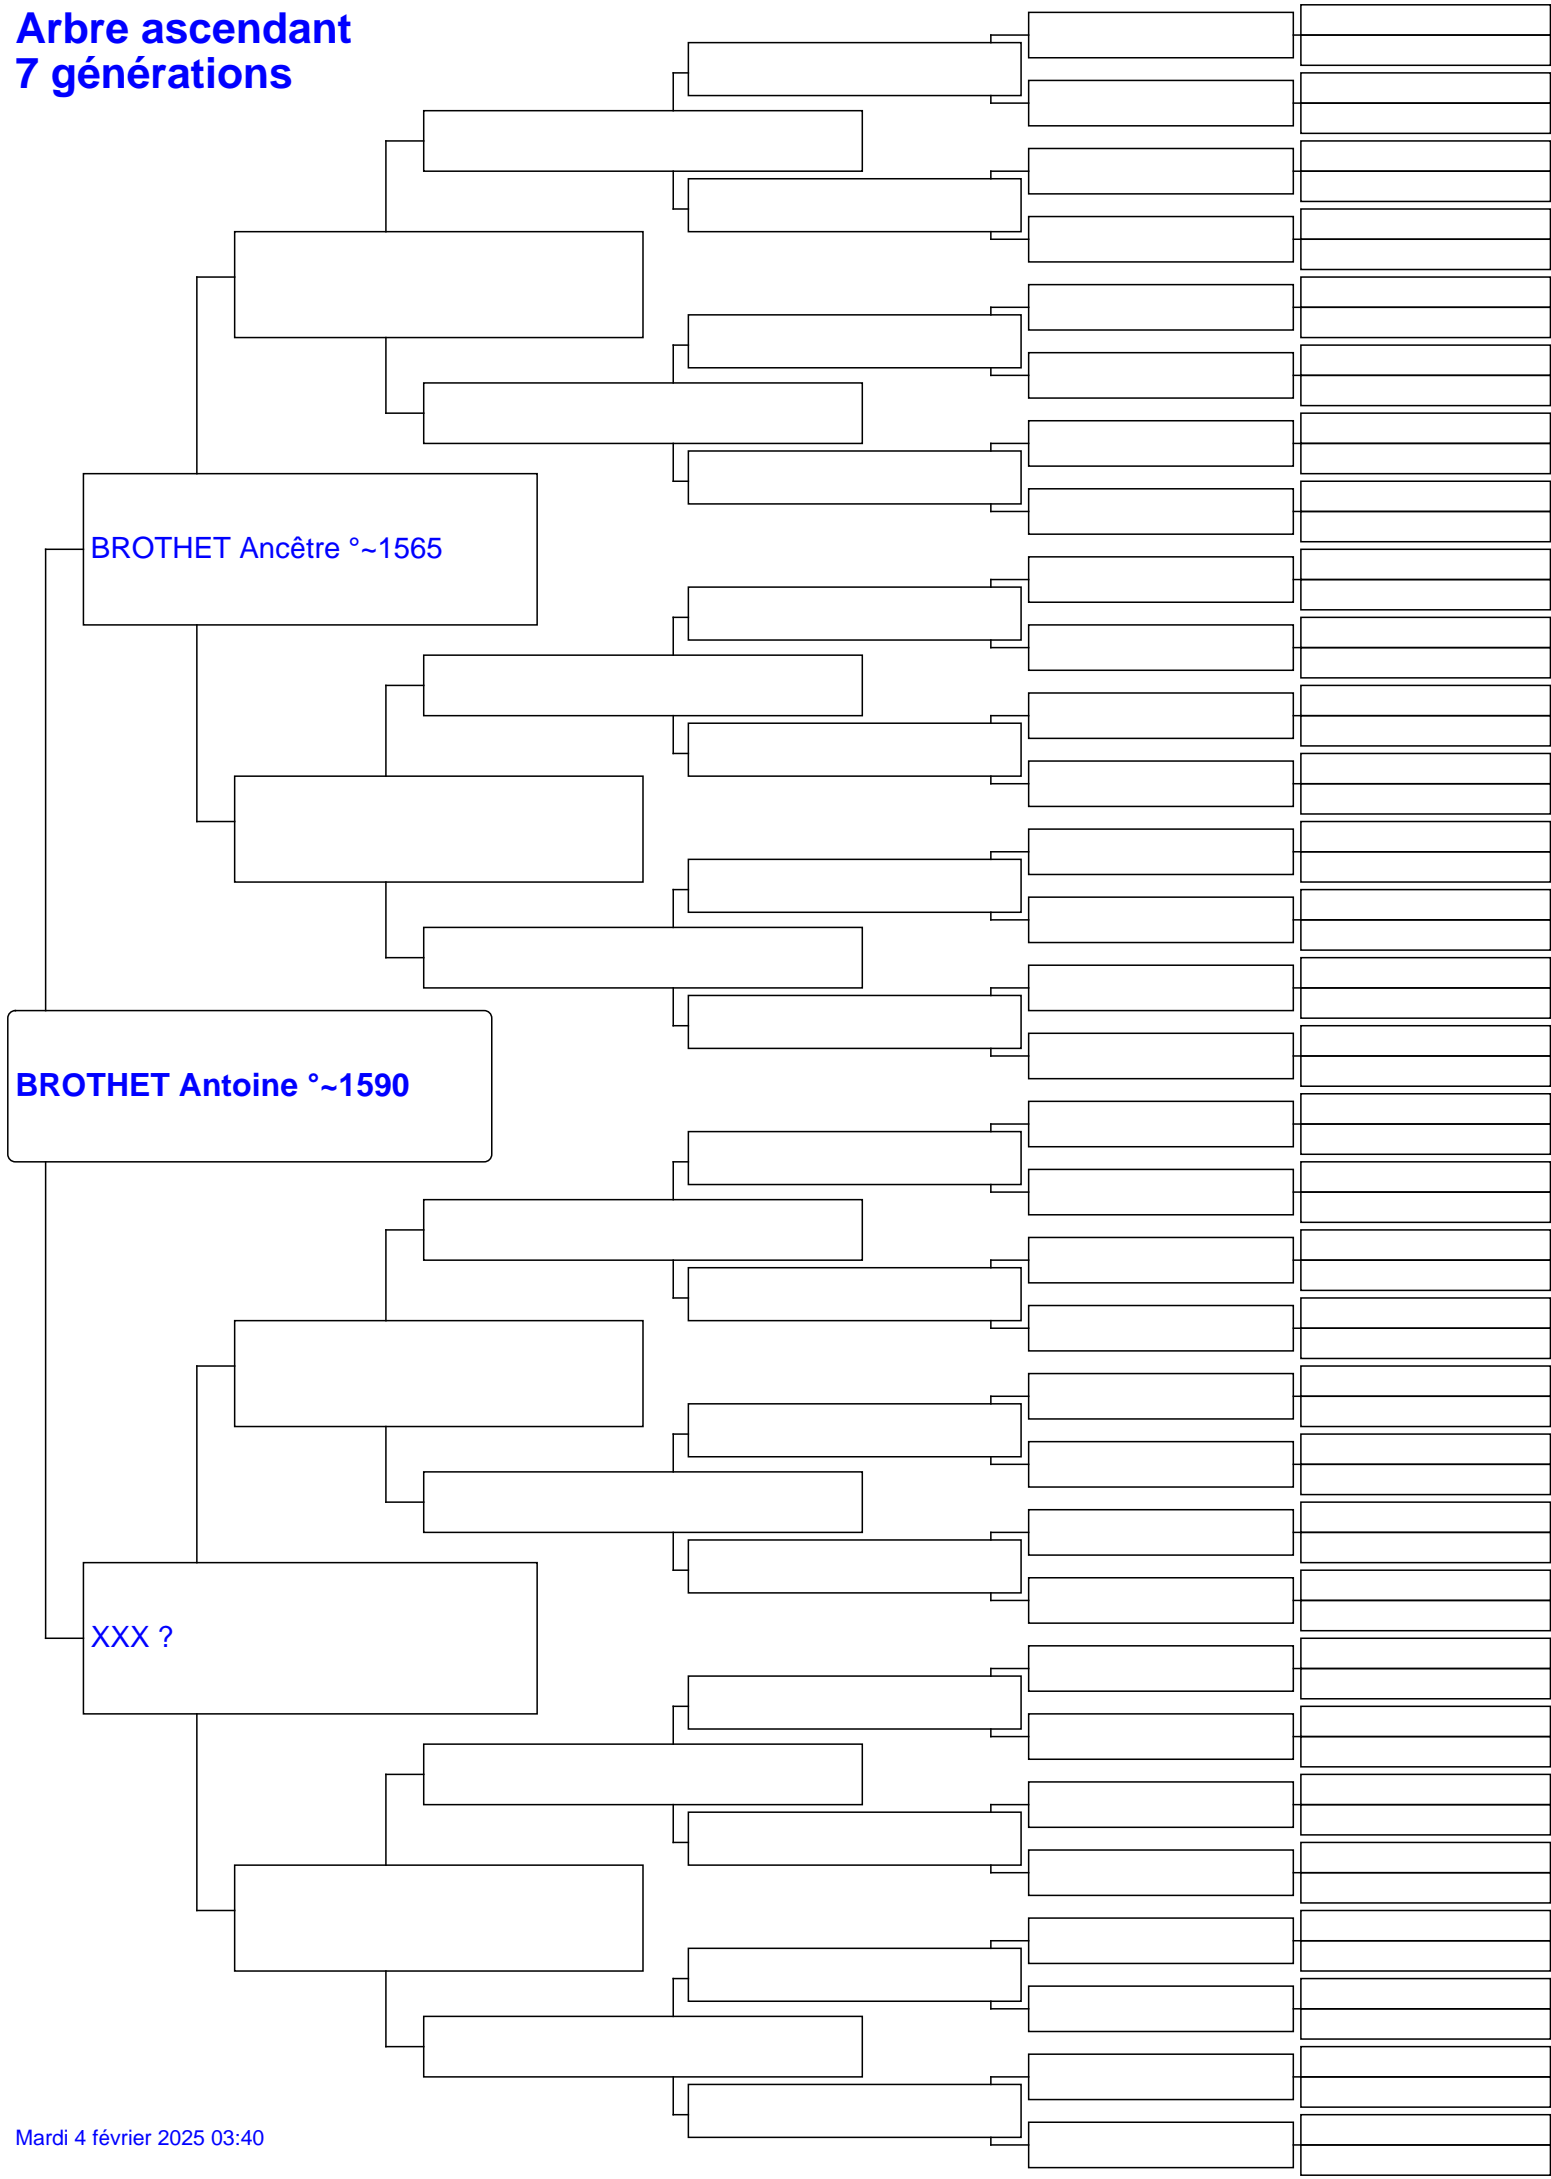 Arbre ascendant
7 générations
BROTHET Ancêtre °~1565
BROTHET Antoine °~1590
XXX ?
Mardi 4 février 2025 03:40